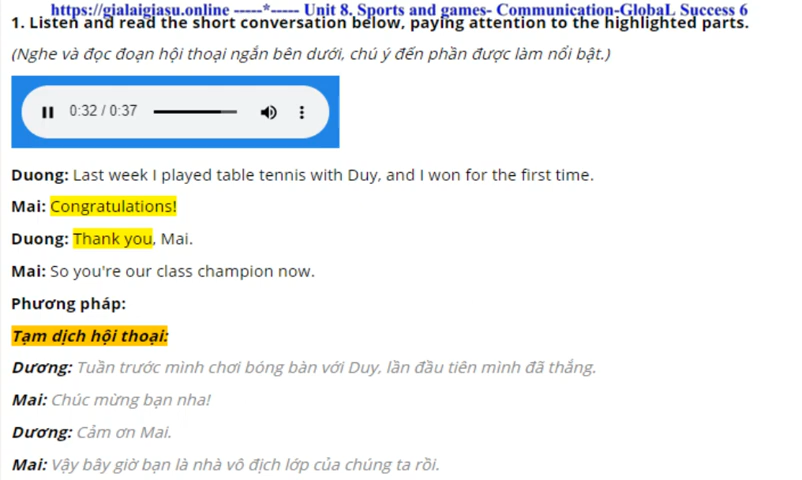 https://gialaigiasu.online -----*----- Unit 8. Sports and games- Communication-GlobaL Success 6
1. Listen and read the short conversation below, paying attention to the highlighted parts.
(Nghe và đọc đoạn hội thoại ngắn bên dưới, chú ý đến phần được làm nổi bật.)
0:32 / 0:37
Duong: Last week I played table tennis with Duy, and I won for the first time.
Mai: Congratulations!
Duong: Thank you, Mai.
Mai: So you're our class champion now.
Phương pháp:
Tạm dịch hội thoại:
Dương: Tuần trước mình chơi bóng bàn với Duy, lần đầu tiên mình đã thắng.
Mai: Chúc mừng bạn nha!
Dương: Cảm ơn Mai.
Mai: Vậy bây giờ bạn là nhà vô địch lớp của chúng ta rồi.